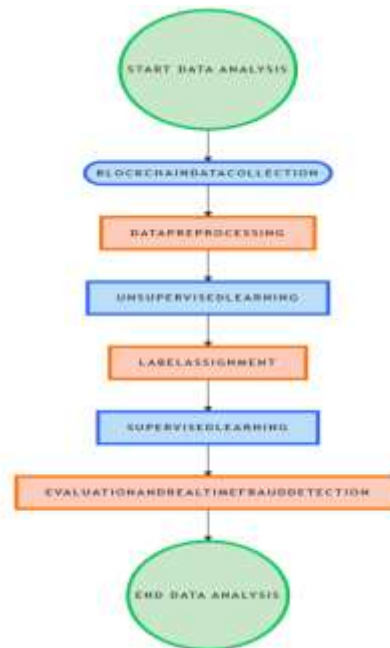 START DATA ANALYSIS
BLOCKCHAINDATACOLLECTION
DATAPREPROCESSING
UNSUPERVISEDLEARNING
LABELASSIGNMENT
SUPERVISEDLEARNING
EVALUATIONANDREALTIMEFRAUDDETECTION
END DATA ANALYSIS